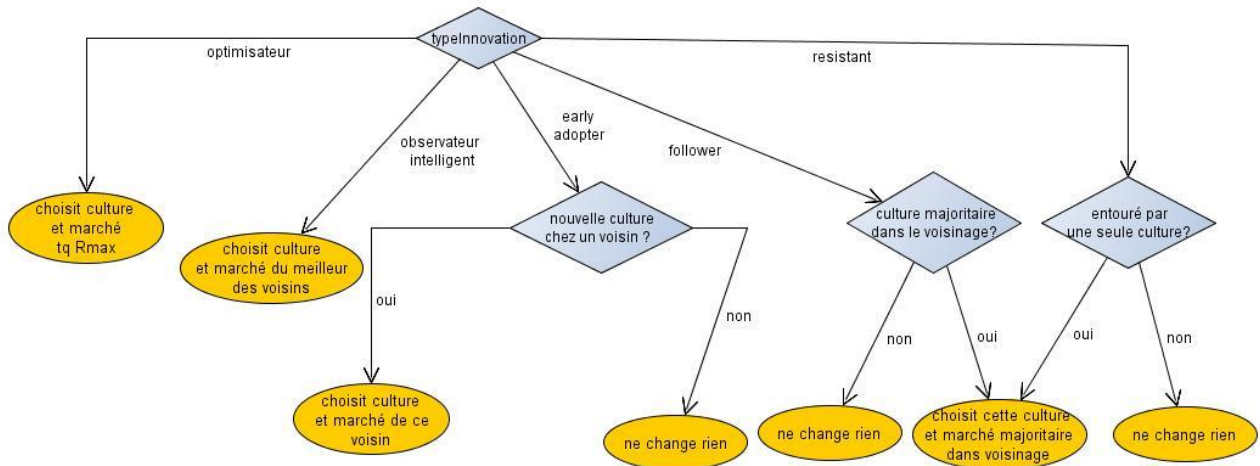 typeInnovation
optimisateur
resistant
observateur
intelligent
early
adopter
follower
choisit culture
et marché
tq Rmax
choisit culture
et marché du meilleur
des voisins
nouvelle culture
chez un voisin ?
culture majoritaire
dans le voisinage?
entouré par
une seule culture?
oui
non
non
oui
oui
non
choisit culture
et marché de ce
voisin
ne change rien
ne change rien
choisit cette culture
et marché majoritaire
dans voisinage
ne change rien